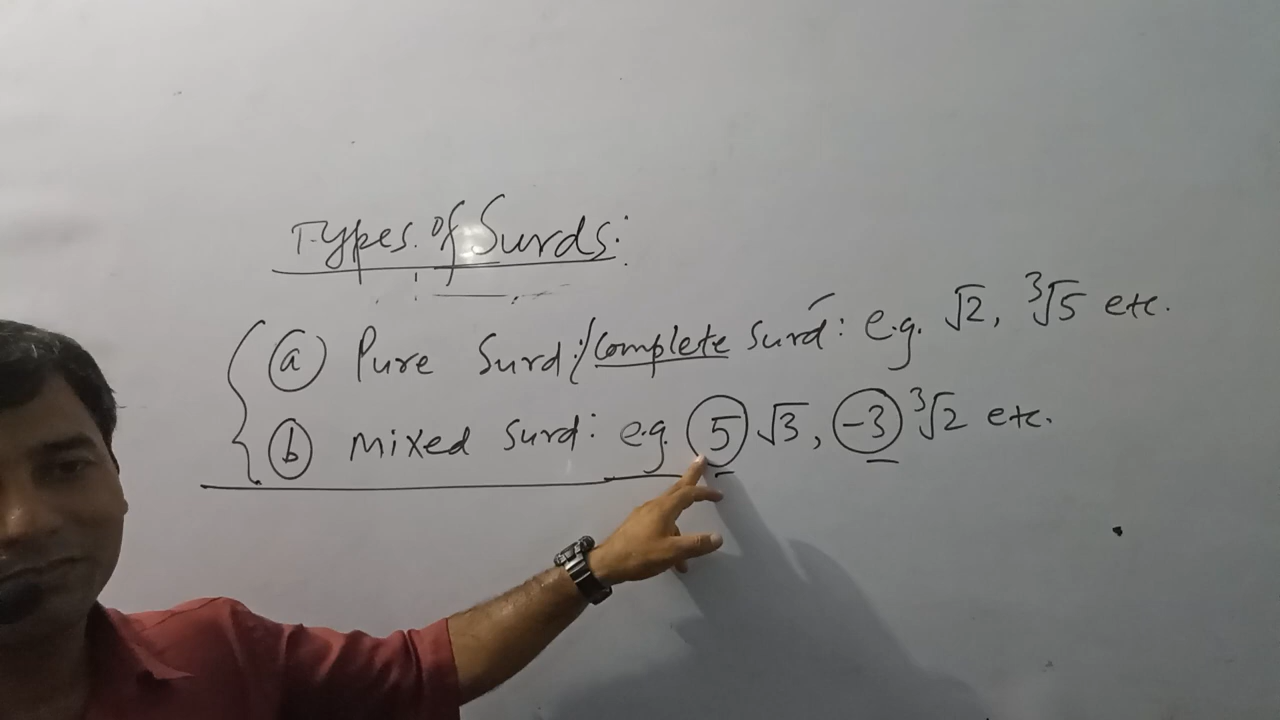 Types of Surds:
(a) Pure Surd:/Complete Surd: e.g. √2, ³√5 etc.
(b) Mixed Surd: e.g. 5√3, -3 ³√2 etc.